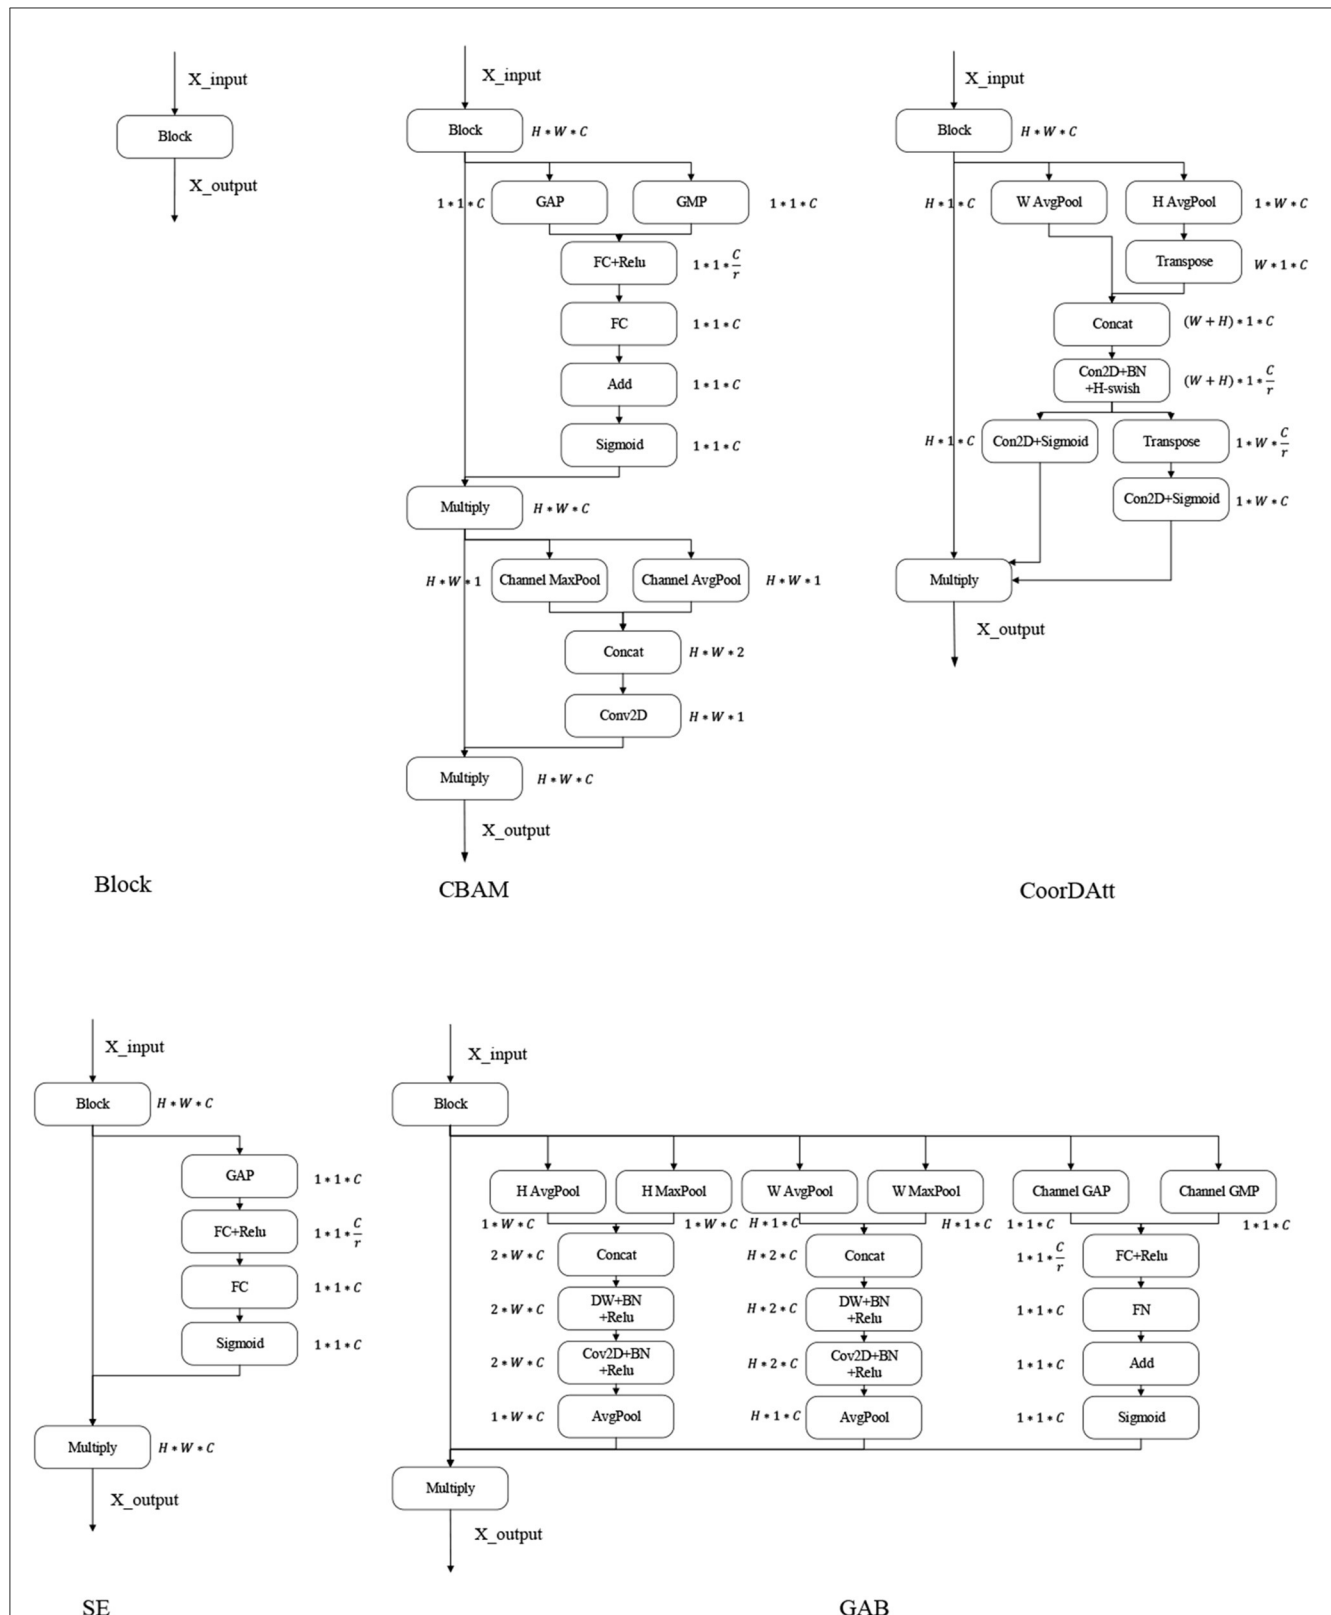 X_input
Block
X_output
Block
X_input
Block H∗W∗C
1∗1∗C GAP GMP 1∗1∗C
FC+Relu 1∗1∗C/r
FC 1∗1∗C
Add 1∗1∗C
Sigmoid 1∗1∗C
Multiply H∗W∗C
H∗W∗1 Channel MaxPool Channel AvgPool H∗W∗1
Concat H∗W∗2
Conv2D H∗W∗1
Multiply H∗W∗C
X_output
CBAM
X_input
Block H∗W∗C
H∗1∗C W AvgPool H AvgPool 1∗W∗C
Transpose W∗1∗C
Concat (W+H)∗1∗C
Con2D+BN
+H-swish (W+H)∗1∗C/r
H∗1∗C Con2D+Sigmoid Transpose 1∗W∗C/r
Con2D+Sigmoid 1∗W∗C
Multiply
X_output
CoorDAtt
X_input
Block H∗W∗C
GAP 1∗1∗C
FC+Relu 1∗1∗C/r
FC 1∗1∗C
Sigmoid 1∗1∗C
Multiply H∗W∗C
X_output
SE
X_input
Block
H AvgPool H MaxPool W AvgPool W MaxPool Channel GAP Channel GMP
1∗W∗C 1∗W∗C H∗1∗C H∗1∗C 1∗1∗C 1∗1∗C
2∗W∗C Concat H∗2∗C Concat 1∗1∗C/r FC+Relu
2∗W∗C DW+BN
+Relu H∗2∗C DW+BN
+Relu 1∗1∗C FN
2∗W∗C Cov2D+BN
+Relu H∗2∗C Cov2D+BN
+Relu 1∗1∗C Add
1∗W∗C AvgPool H∗1∗C AvgPool 1∗1∗C Sigmoid
Multiply
X_output
GAB